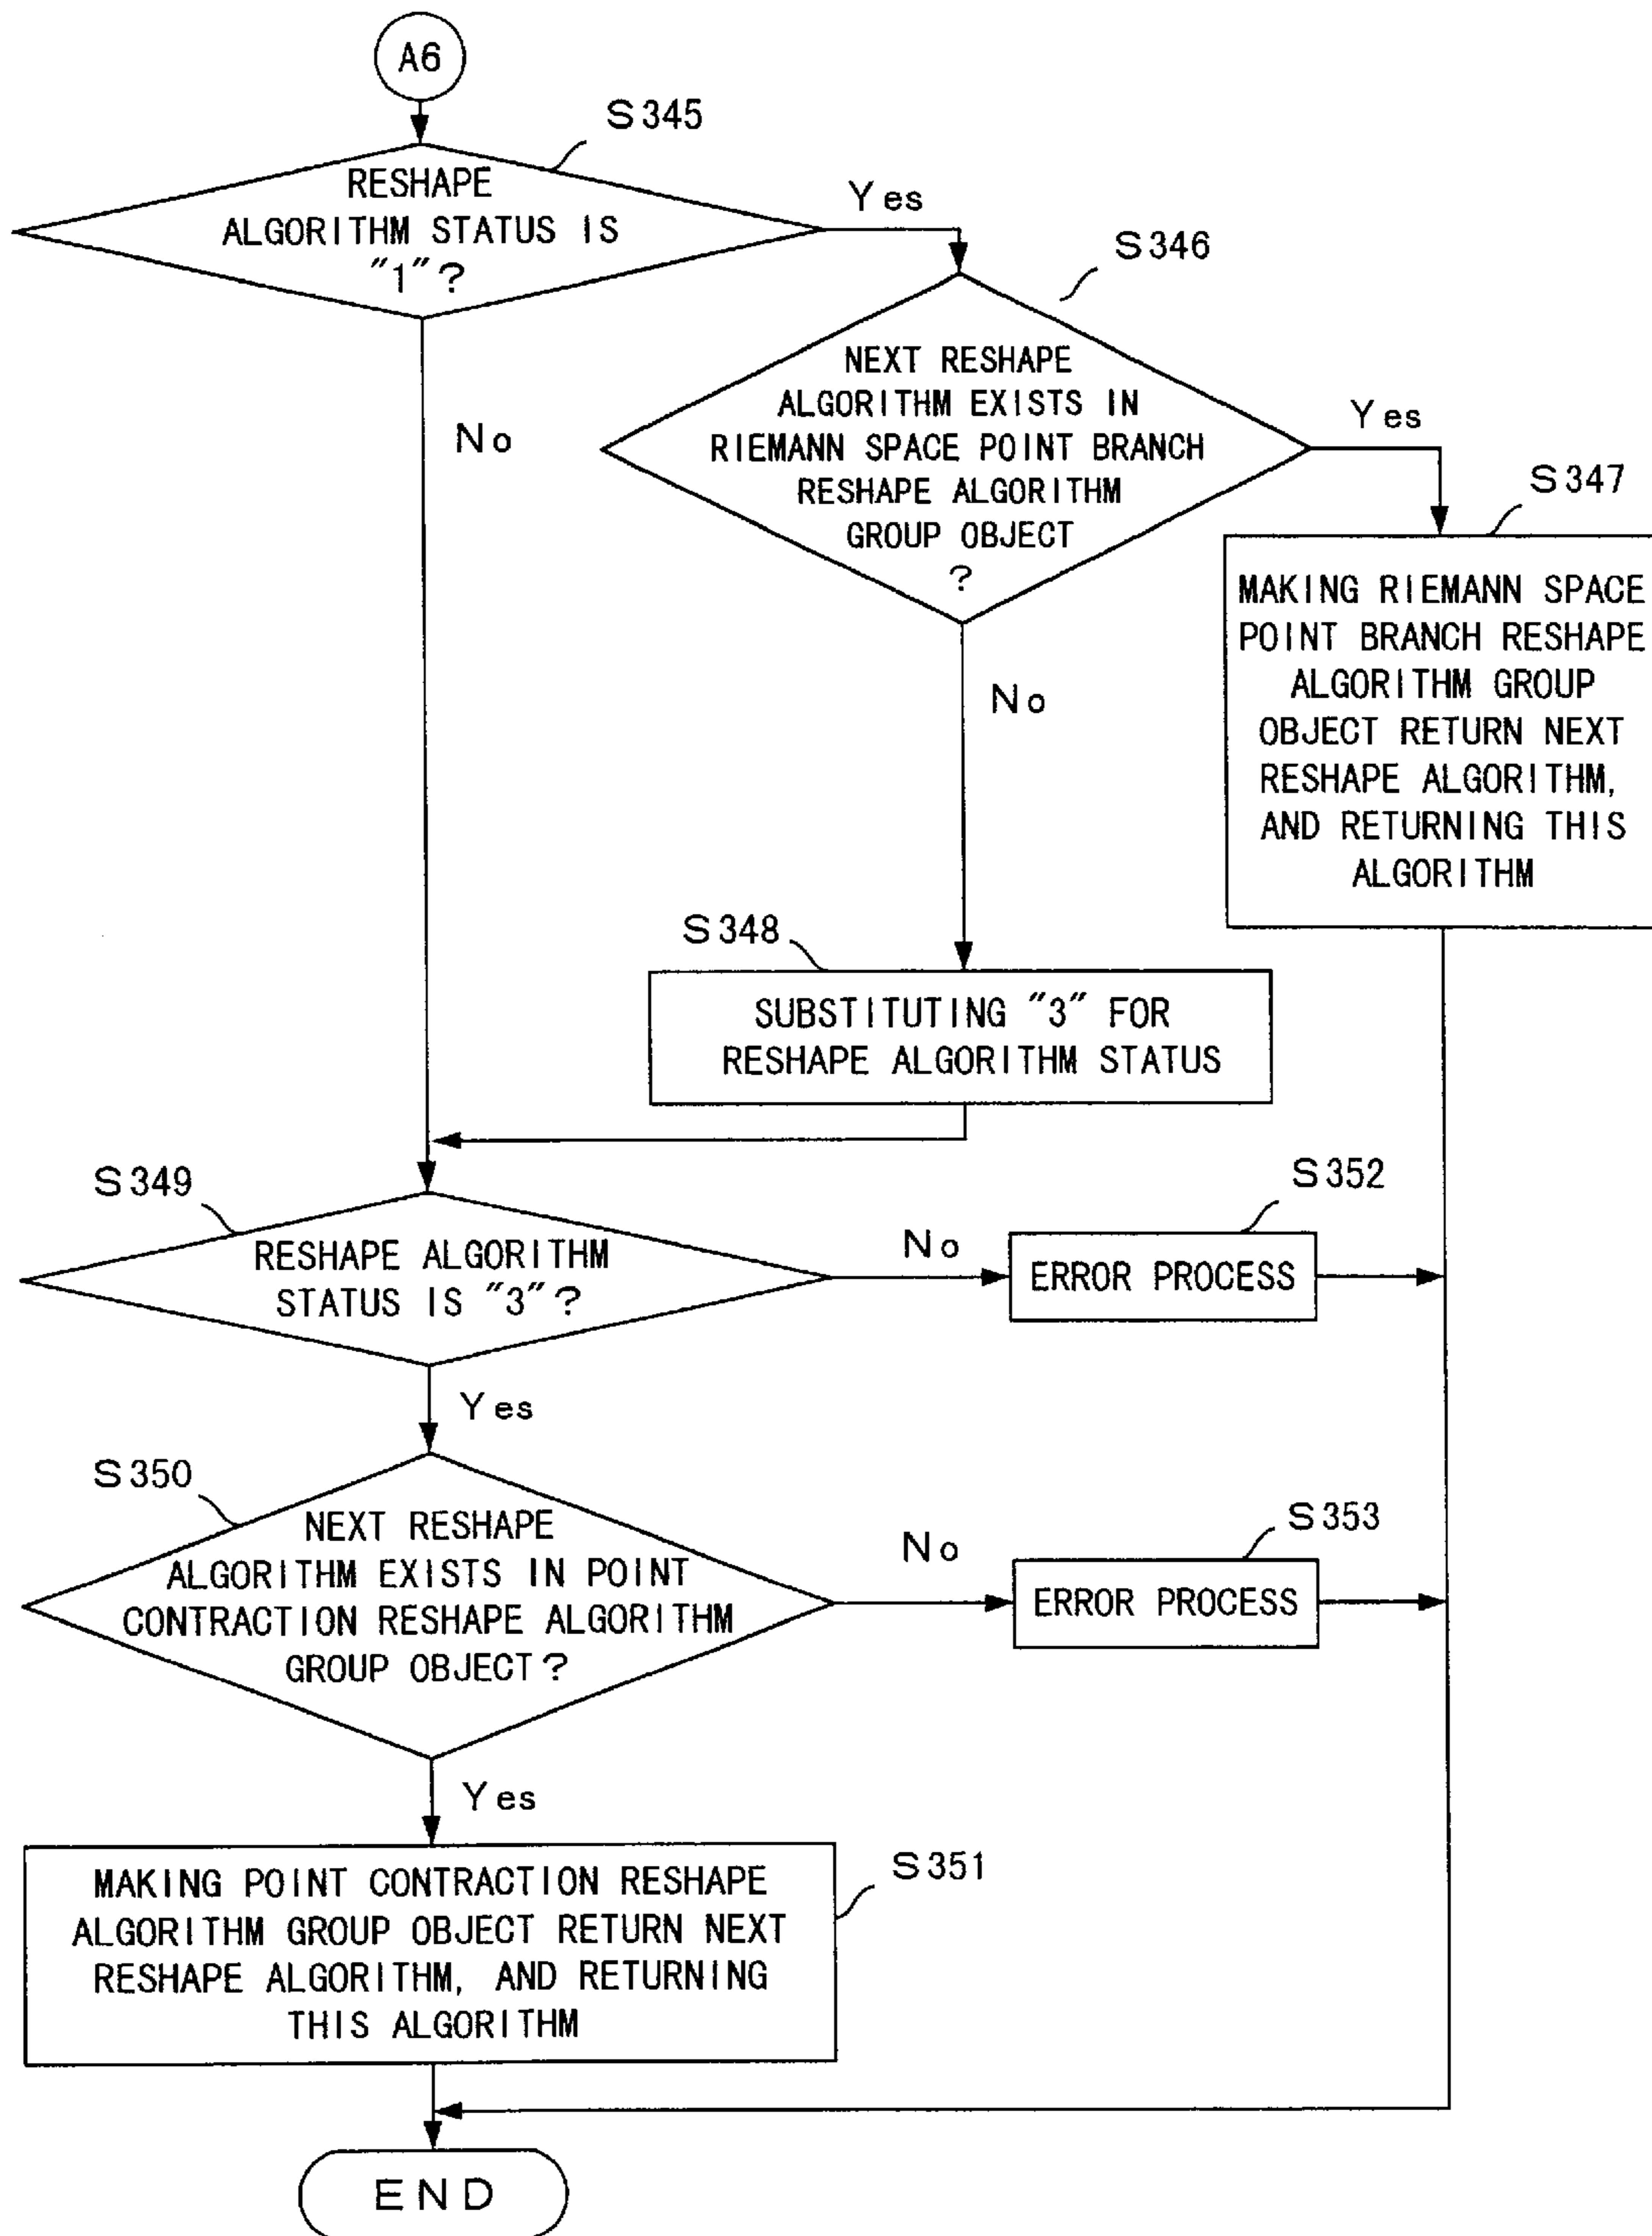 A6
S345
RESHAPE
ALGORITHM STATUS IS
"1"?
Yes
No
S346
NEXT RESHAPE
ALGORITHM EXISTS IN
RIEMANN SPACE POINT BRANCH
RESHAPE ALGORITHM
GROUP OBJECT
?
Yes
No
S347
MAKING RIEMANN SPACE
POINT BRANCH RESHAPE
ALGORITHM GROUP
OBJECT RETURN NEXT
RESHAPE ALGORITHM,
AND RETURNING THIS
ALGORITHM
S348
SUBSTITUTING "3" FOR
RESHAPE ALGORITHM STATUS
S349
RESHAPE ALGORITHM
STATUS IS "3"?
No
S352
ERROR PROCESS
Yes
S350
NEXT RESHAPE
ALGORITHM EXISTS IN POINT
CONTRACTION RESHAPE ALGORITHM
GROUP OBJECT?
No
S353
ERROR PROCESS
Yes
S351
MAKING POINT CONTRACTION RESHAPE
ALGORITHM GROUP OBJECT RETURN NEXT
RESHAPE ALGORITHM, AND RETURNING
THIS ALGORITHM
END